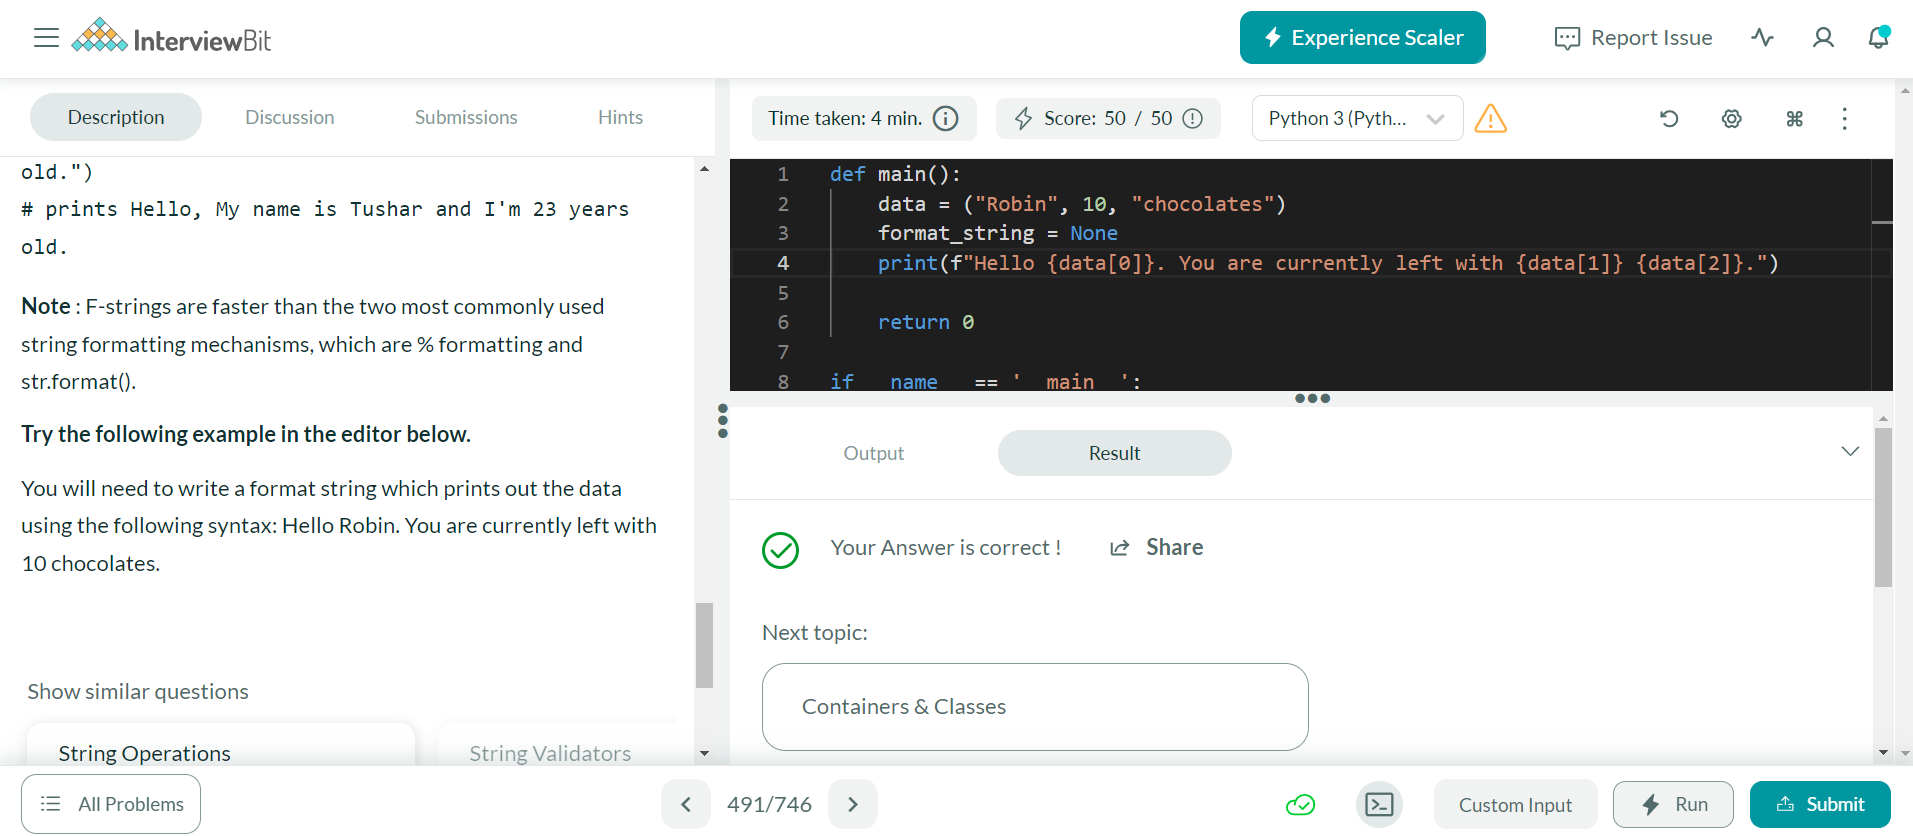 InterviewBit
Experience Scaler
Report Issue
Description
Discussion
Submissions
Hints
Time taken: 4 min.
Score: 50 / 50
Python 3 (Pyth...
old.")
# prints Hello, My name is Tushar and I'm 23 years
old.
Note : F-strings are faster than the two most commonly used
string formatting mechanisms, which are % formatting and
str.format().
Try the following example in the editor below.
You will need to write a format string which prints out the data
using the following syntax: Hello Robin. You are currently left with
10 chocolates.
Show similar questions
String Operations
String Validators
1 def main():
2 data = ("Robin", 10, "chocolates")
3 format_string = None
4 print(f"Hello {data[0]}. You are currently left with {data[1]} {data[2]}.")
5
6 return 0
7
8 if __name__ == '__main__':
Output
Result
Your Answer is correct !
Share
Next topic:
Containers & Classes
All Problems
491/746
Custom Input
Run
Submit